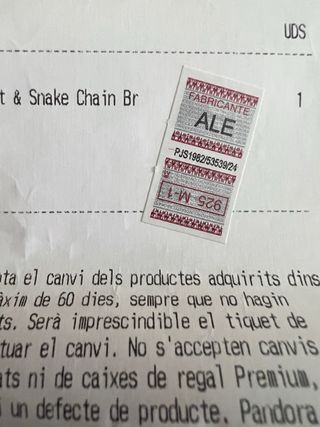 UDS
t & Snake Chain Br 1
FABRICANTE
ALE
PJS1982/53539/24
925 M-1
ta el canvi dels productes adquirits dins
àxim de 60 dies, sempre que no hagin
ts. Serà imprescindible el tiquet de
tuar el canvi. No s'accepten canvis
ats ni de caixes de regal Premium,
un defecte de producte. Pandora